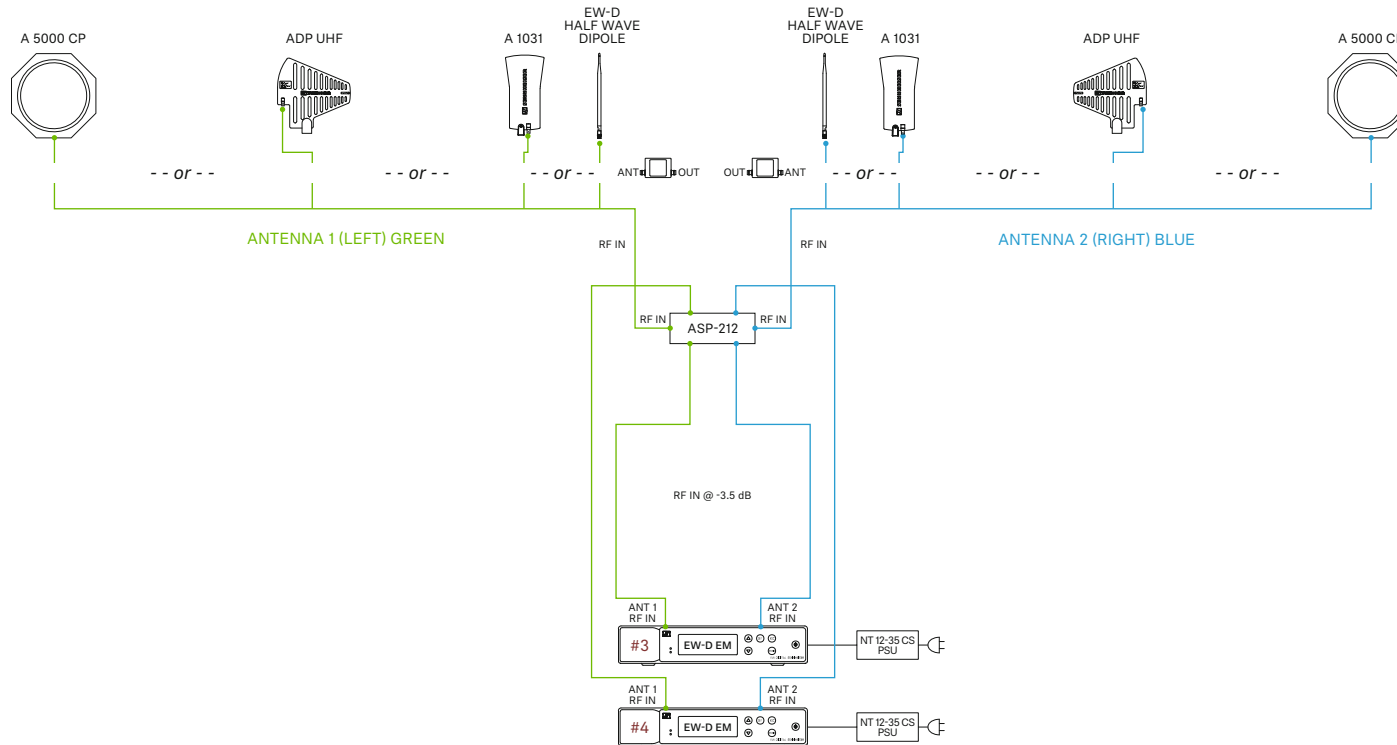 EW-D
HALF WAVE
DIPOLE
EW-D
HALF WAVE
DIPOLE
A 5000 CP
ADP UHF
A 1031
A 1031
ADP UHF
A 5000 C
- - or - -
- - or - -
- - or - -
ANT
OUT
OUT
ANT
- - or - -
- - or - -
- - or - -
ANTENNA 1 (LEFT) GREEN
RF IN
RF IN
ANTENNA 2 (RIGHT) BLUE
RF IN
ASP-212
RF IN
RF IN @ -3.5 dB
ANT 1
RF IN
ANT 2
RF IN
#3
EW-D EM
NT 12-35 CS
PSU
ANT 1
RF IN
ANT 2
RF IN
#4
EW-D EM
NT 12-35 CS
PSU